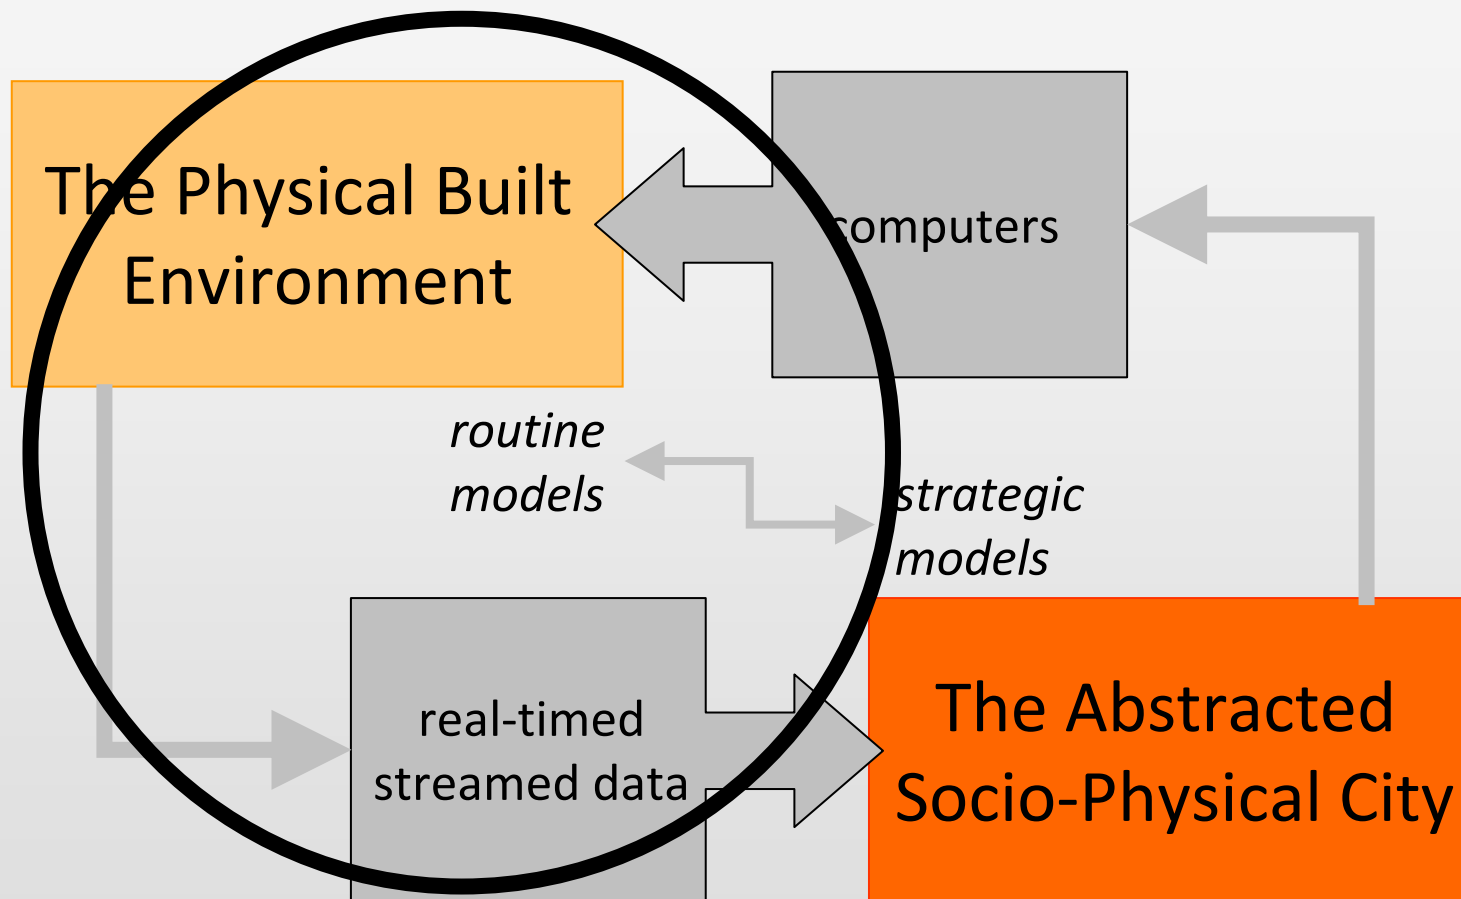 The Physical Built
Environment
computers
routine
models
strategic
models
real-timed
streamed data
The Abstracted
Socio-Physical City